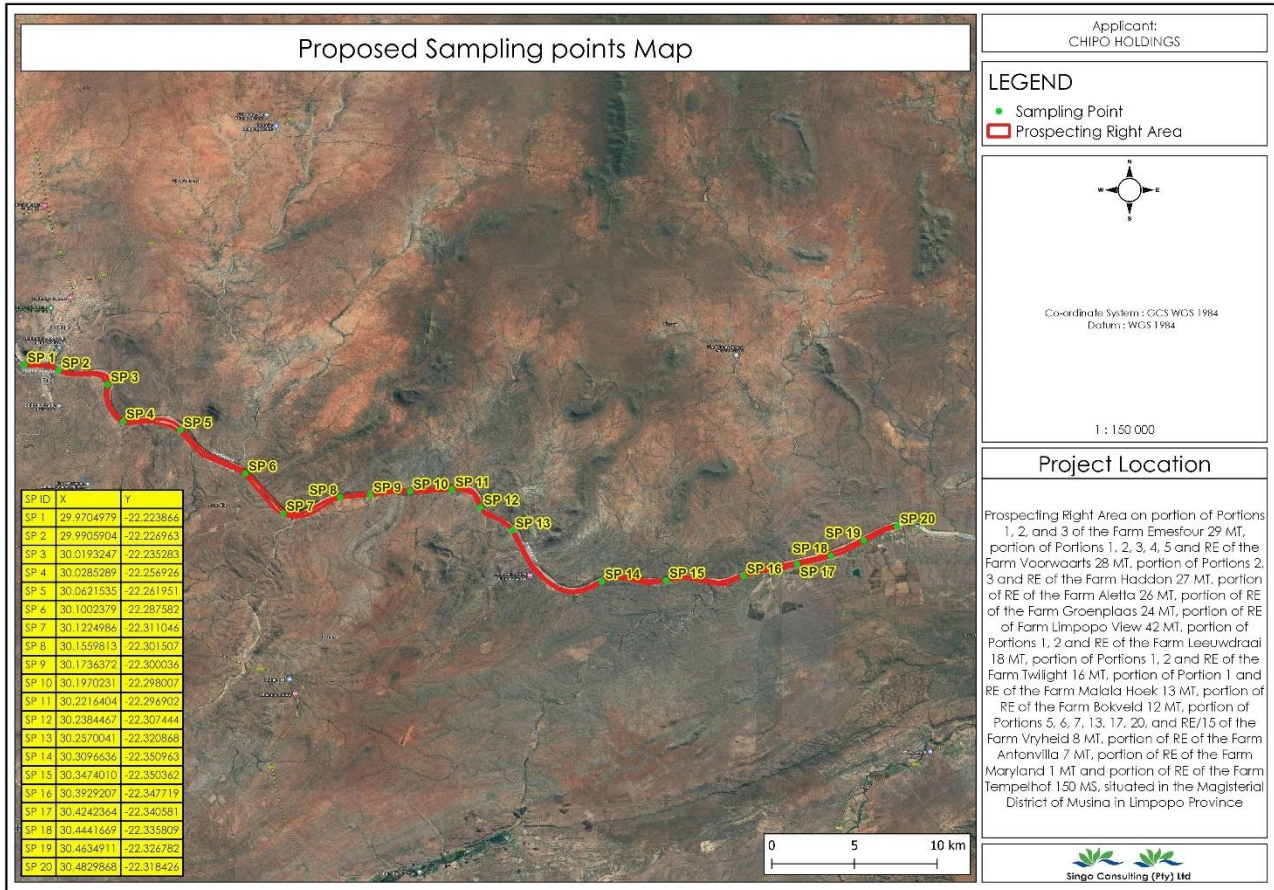 Proposed Sampling points Map
SP 1
SP 2
SP 3
SP 4
SP 5
SP 6
SP 7
SP 8
SP 9
SP 10
SP 11
SP 12
SP 13
SP 14
SP 15
SP 16
SP 17
SP 18
SP 19
SP 20
SP ID X Y
SP 1 29.9704979 -22.223866
SP 2 29.9905904 -22.226963
SP 3 30.0193247 -22.235283
SP 4 30.0285289 -22.256926
SP 5 30.0621535 -22.261951
SP 6 30.1002379 -22.287582
SP 7 30.1224986 -22.311046
SP 8 30.1559813 -22.301507
SP 9 30.1736372 -22.300036
SP 10 30.1970231 -22.298007
SP 11 30.2216404 -22.296902
SP 12 30.2384467 -22.307444
SP 13 30.2570041 -22.320868
SP 14 30.3096636 -22.350963
SP 15 30.3474010 -22.350362
SP 16 30.3929207 -22.347719
SP 17 30.4242364 -22.340581
SP 18 30.4441669 -22.335809
SP 19 30.4634911 -22.326782
SP 20 30.4829868 -22.318426
0 5 10 km
Applicant:
CHIPO HOLDINGS
LEGEND
Sampling Point
Prospecting Right Area
N
W E
S
Co-ordinate System : GCS WGS 1984
Datum : WGS 1984
1 : 150 000
Project Location
Prospecting Right Area on portion of Portions
1, 2, and 3 of the Farm Emesfour 29 MT,
portion of Portions 1, 2, 3, 4, 5 and RE of the
Farm Voorwaarts 28 MT, portion of Portions 2,
3 and RE of the Farm Haddon 27 MT, portion
of RE of the Farm Aletta 26 MT, portion of RE
of the Farm Groenplaas 24 MT, portion of RE
of Farm Limpopo View 42 MT, portion of
Portions 1, 2 and RE of the Farm Leeuwdraai
18 MT, portion of Portions 1, 2 and RE of the
Farm Twilight 16 MT, portion of Portion 1 and
RE of the Farm Malala Hoek 13 MT, portion of
RE of the Farm Bokveld 12 MT, portion of
Portions 5, 6, 7, 13, 17, 20, and RE/15 of the
Farm Vryheid 8 MT, portion of RE of the Farm
Antonvilla 7 MT, portion of RE of the Farm
Maryland 1 MT and portion of RE of the Farm
Tempelhof 150 MS, situated in the Magisterial
District of Musina in Limpopo Province
Singo Consulting (Pty) Ltd